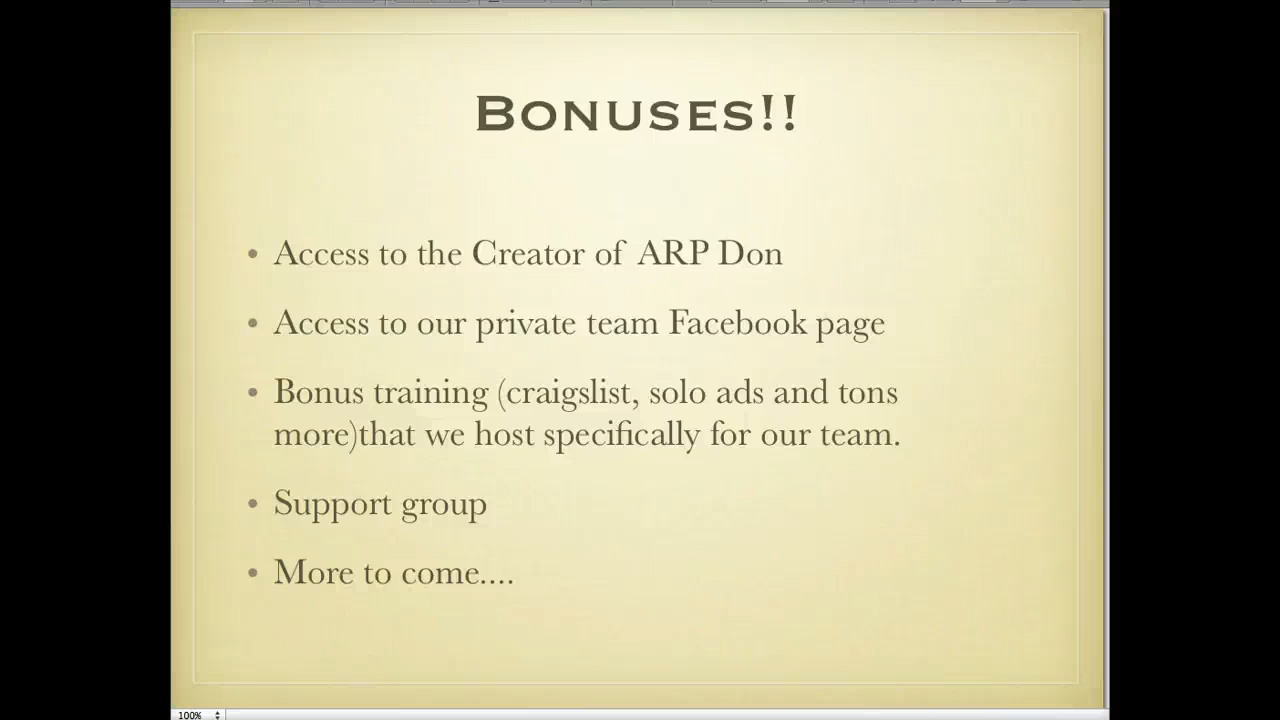 BONUSES!!
• Access to the Creator of ARP Don
• Access to our private team Facebook page
• Bonus training (craigslist, solo ads and tons
more)that we host specifically for our team.
• Support group
• More to come....
100%